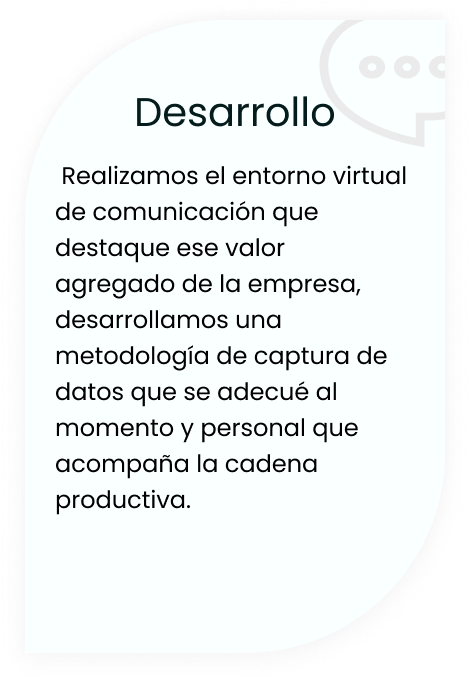 Desarrollo
Realizamos el entorno virtual
de comunicación que
destaque ese valor
agregado de la empresa,
desarrollamos una
metodología de captura de
datos que se adecué al
momento y personal que
acompaña la cadena
productiva.